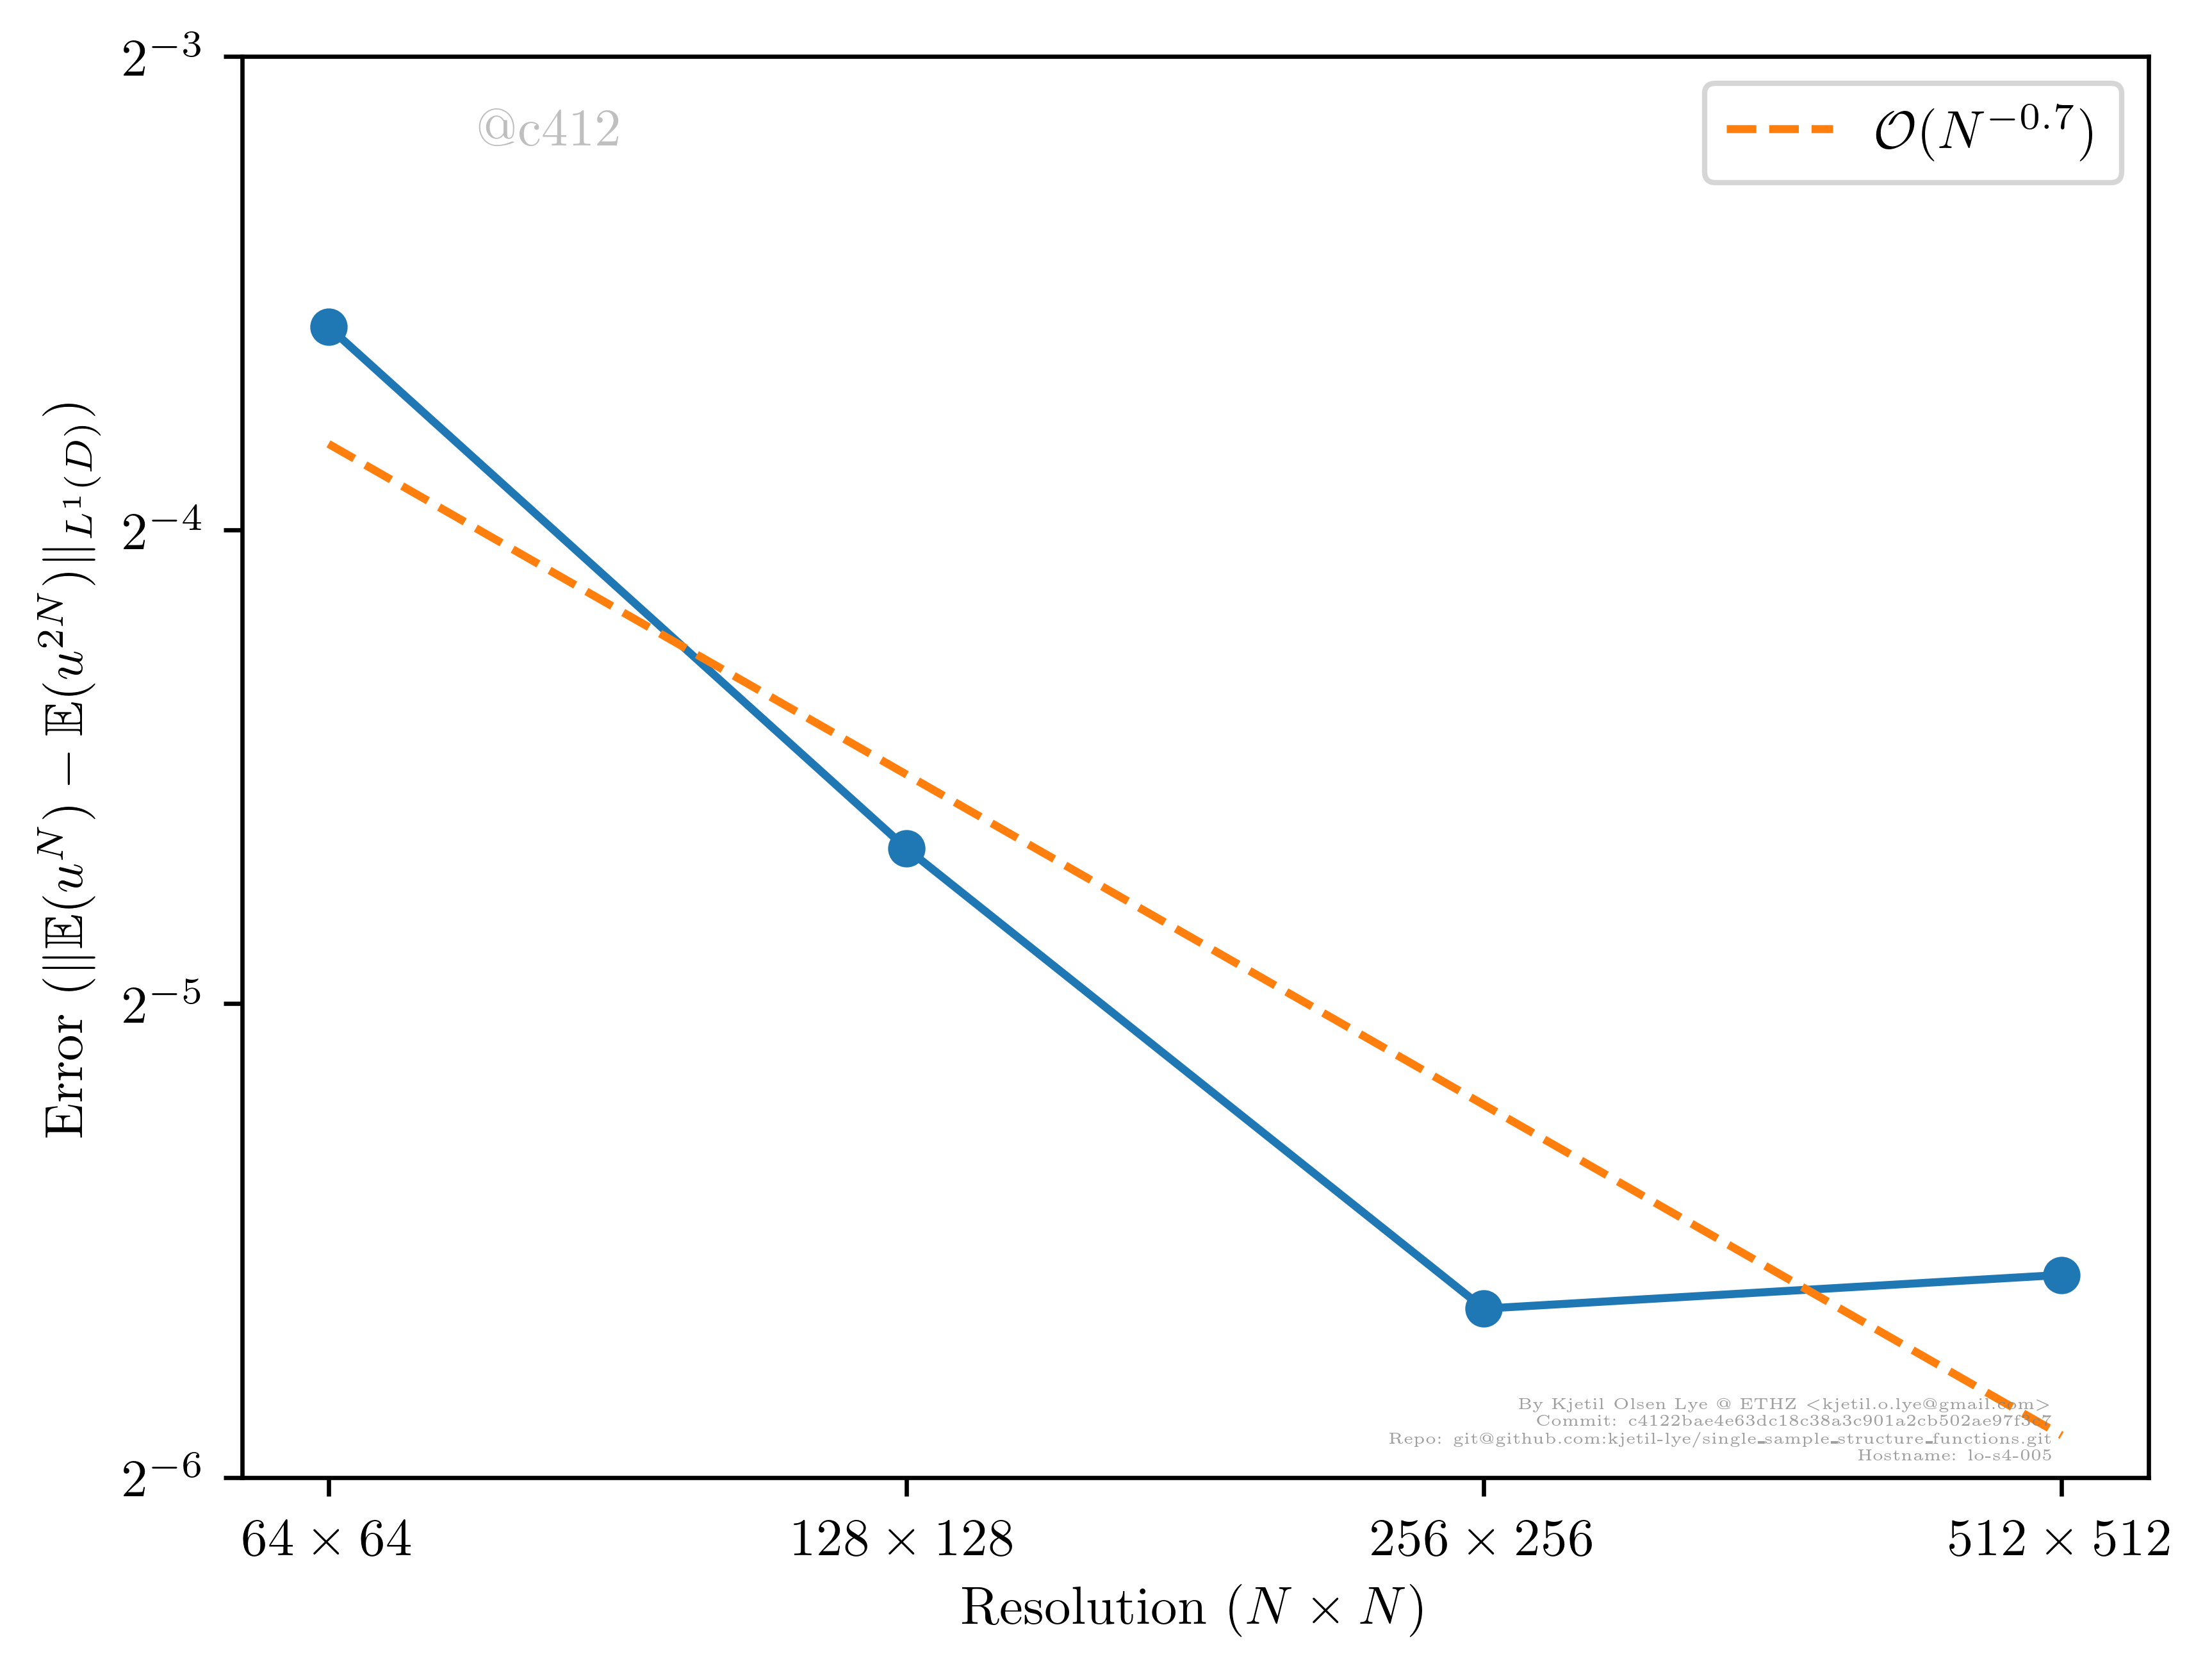 2^{-3}
@c412
O(N^{-0.7})
2^{-4}
2^{-5}
2^{-6}
Error (||𝔼(u^N) − 𝔼(u^{2N})||_{L^1(D)})
By Kjetil Olsen Lye @ ETHZ <kjetil.o.lye@gmail.com>
Commit: c4122bae4e63dc18c38a3c901a2cb502ae97f3c7
Repo: git@github.com:kjetil-lye/single_sample_structure_functions.git
Hostname: lo-s4-005
64 × 64 128 × 128 256 × 256 512 × 512
Resolution (N × N)